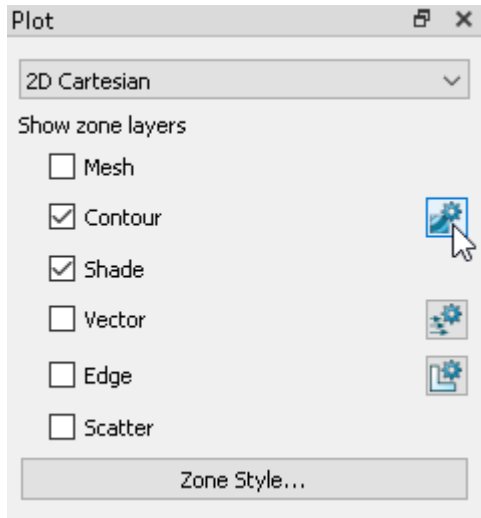 Plot
2D Cartesian
Show zone layers
Mesh
Contour
Shade
Vector
Edge
Scatter
Zone Style...